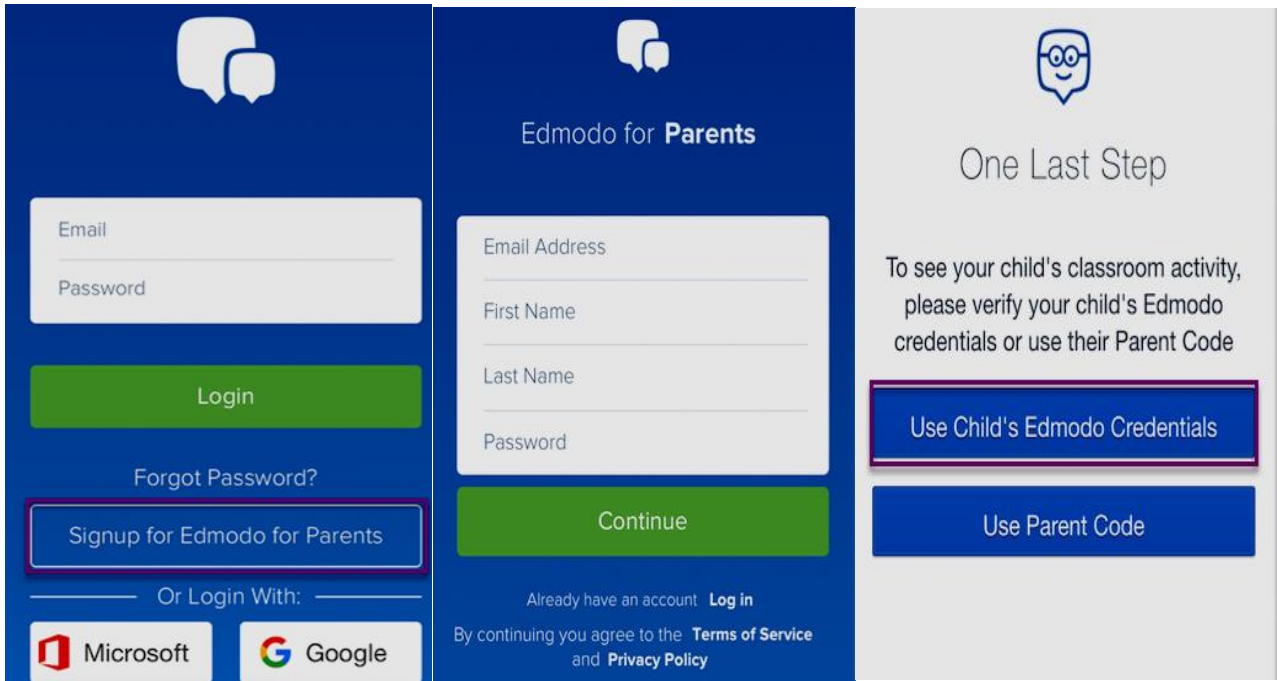 Email
Password
Login
Forgot Password?
Signup for Edmodo for Parents
Or Login With:
Microsoft
Google
Edmodo for Parents
Email Address
First Name
Last Name
Password
Continue
Already have an account Log in
By continuing you agree to the Terms of Service
and Privacy Policy
One Last Step
To see your child's classroom activity,
please verify your child's Edmodo
credentials or use their Parent Code
Use Child's Edmodo Credentials
Use Parent Code